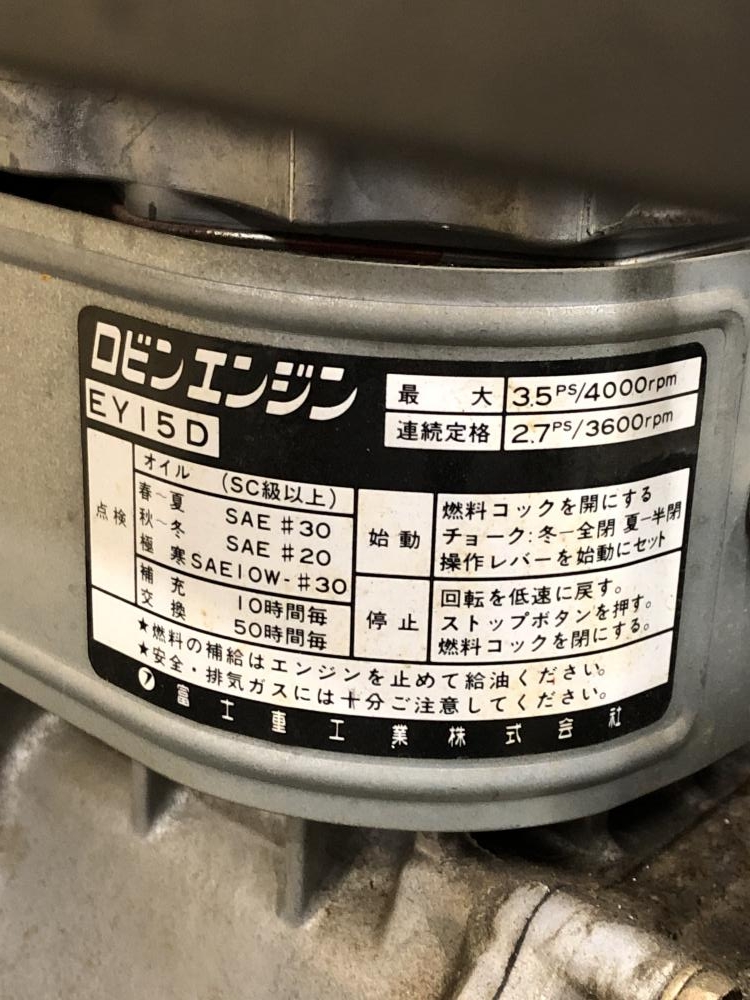 ロビンエンジン
EY15D
最大 3.5PS/4000rpm
連続定格 2.7PS/3600rpm
点検
オイル (SC級以上)
春~夏 SAE #30
秋~冬 SAE #20
極寒 SAE10W-#30
補充 10時間毎
交換 50時間毎
始動
燃料コックを開にする
チョーク:冬-全閉 夏-半閉
操作レバーを始動にセット
停止
回転を低速に戻す。
ストップボタンを押す。
燃料コックを閉にする。
★燃料の補給はエンジンを止めて給油ください。
★安全・排気ガスには十分ご注意してください。
富士重工業株式会社